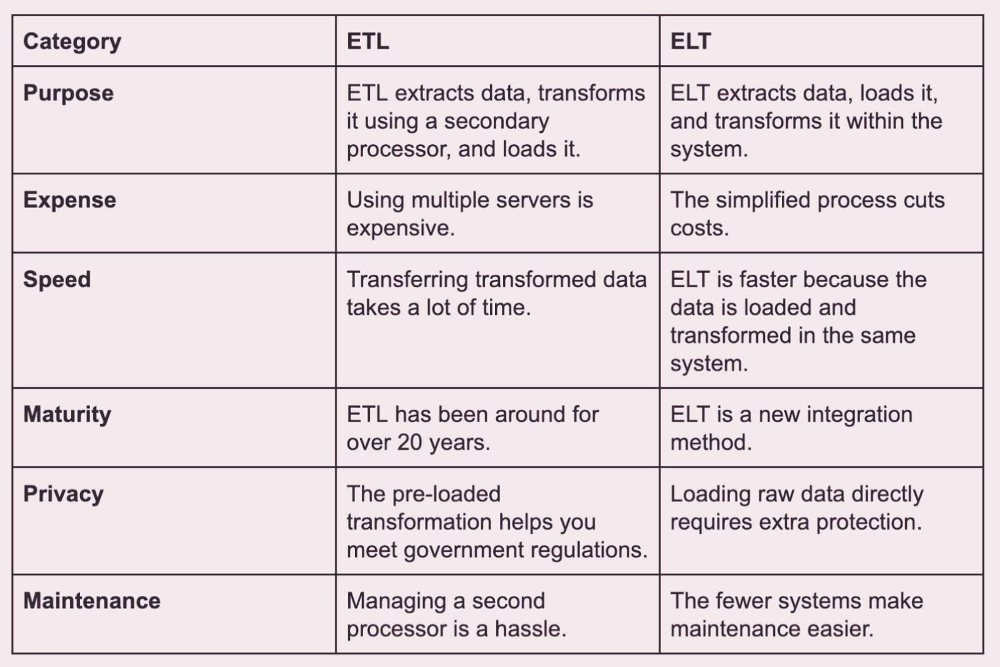 Category
ETL
ELT
Purpose
ETL extracts data, transforms
it using a secondary
processor, and loads it.
ELT extracts data, loads it,
and transforms it within the
system.
Expense
Using multiple servers is
expensive.
The simplified process cuts
costs.
Speed
Transferring transformed data
takes a lot of time.
ELT is faster because the
data is loaded and
transformed in the same
system.
Maturity
ETL has been around for
over 20 years.
ELT is a new integration
method.
Privacy
The pre-loaded
transformation helps you
meet government regulations.
Loading raw data directly
requires extra protection.
Maintenance
Managing a second
processor is a hassle.
The fewer systems make
maintenance easier.